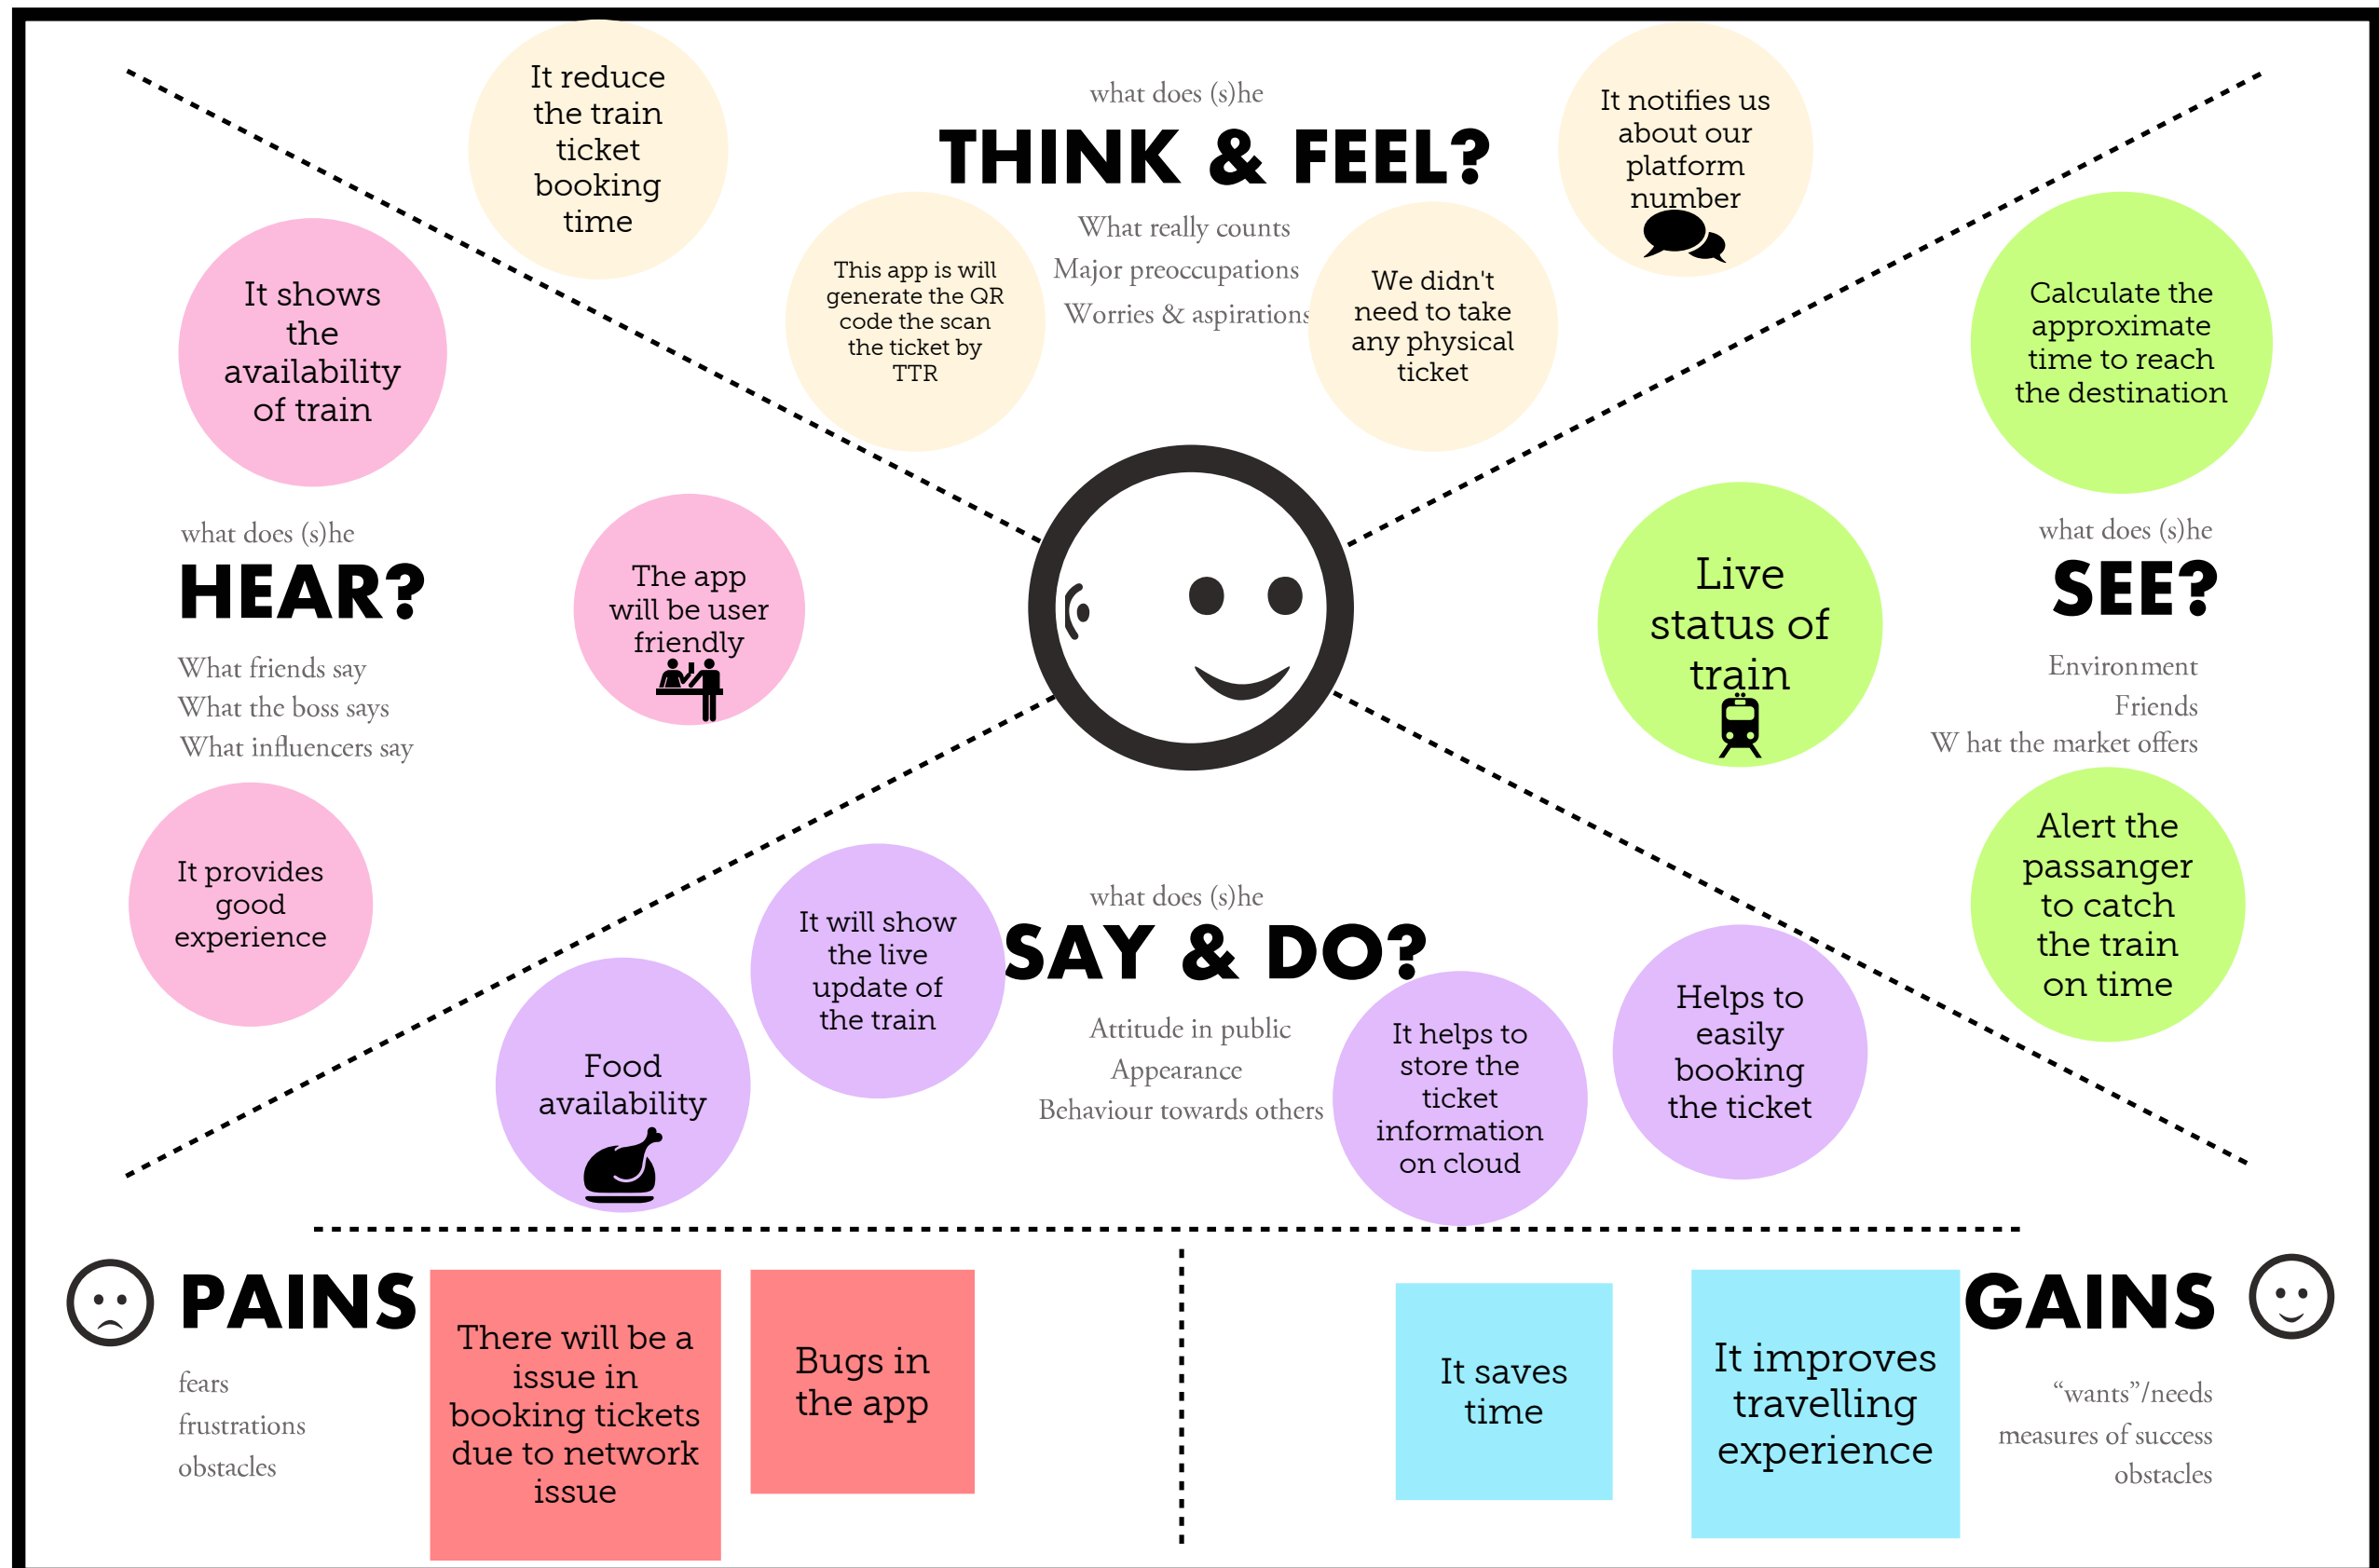 It reduce
the train
ticket
booking
time
what does (s)he
THINK & FEEL?
What really counts
Major preoccupations
Worries & aspirations
This app is will
generate the QR
code the scan
the ticket by
TTR
We didn't
need to take
any physical
ticket
It notifies us
about our
platform
number
It shows
the
availability
of train
what does (s)he
HEAR?
What friends say
What the boss says
What influencers say
The app
will be user
friendly
It provides
good
experience
Calculate the
approximate
time to reach
the destination
Live
status of
train
what does (s)he
SEE?
Environment
Friends
W hat the market offers
Alert the
passanger
to catch
the train
on time
what does (s)he
SAY & DO?
Attitude in public
Appearance
Behaviour towards others
Food
availability
It will show
the live
update of
the train
It helps to
store the
ticket
information
on cloud
Helps to
easily
booking
the ticket
PAINS
fears
frustrations
obstacles
There will be a
issue in
booking tickets
due to network
issue
Bugs in
the app
It saves
time
It improves
travelling
experience
GAINS
“wants”/needs
measures of success
obstacles